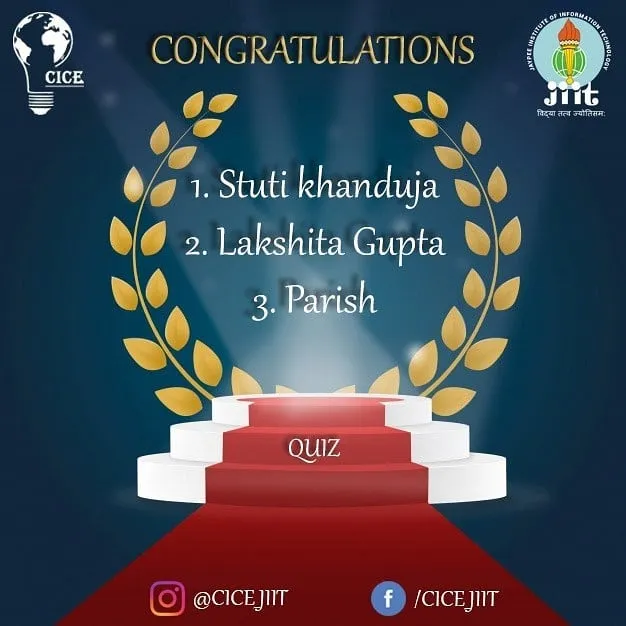 CICE
CONGRATULATIONS
JAYPEE INSTITUTE OF INFORMATION TECHNOLOGY
JIIT
विद्या तत्व ज्योतिसम:
1. Stuti khanduja
2. Lakshita Gupta
3. Parish
QUIZ
@CICEJIIT
/CICEJIIT